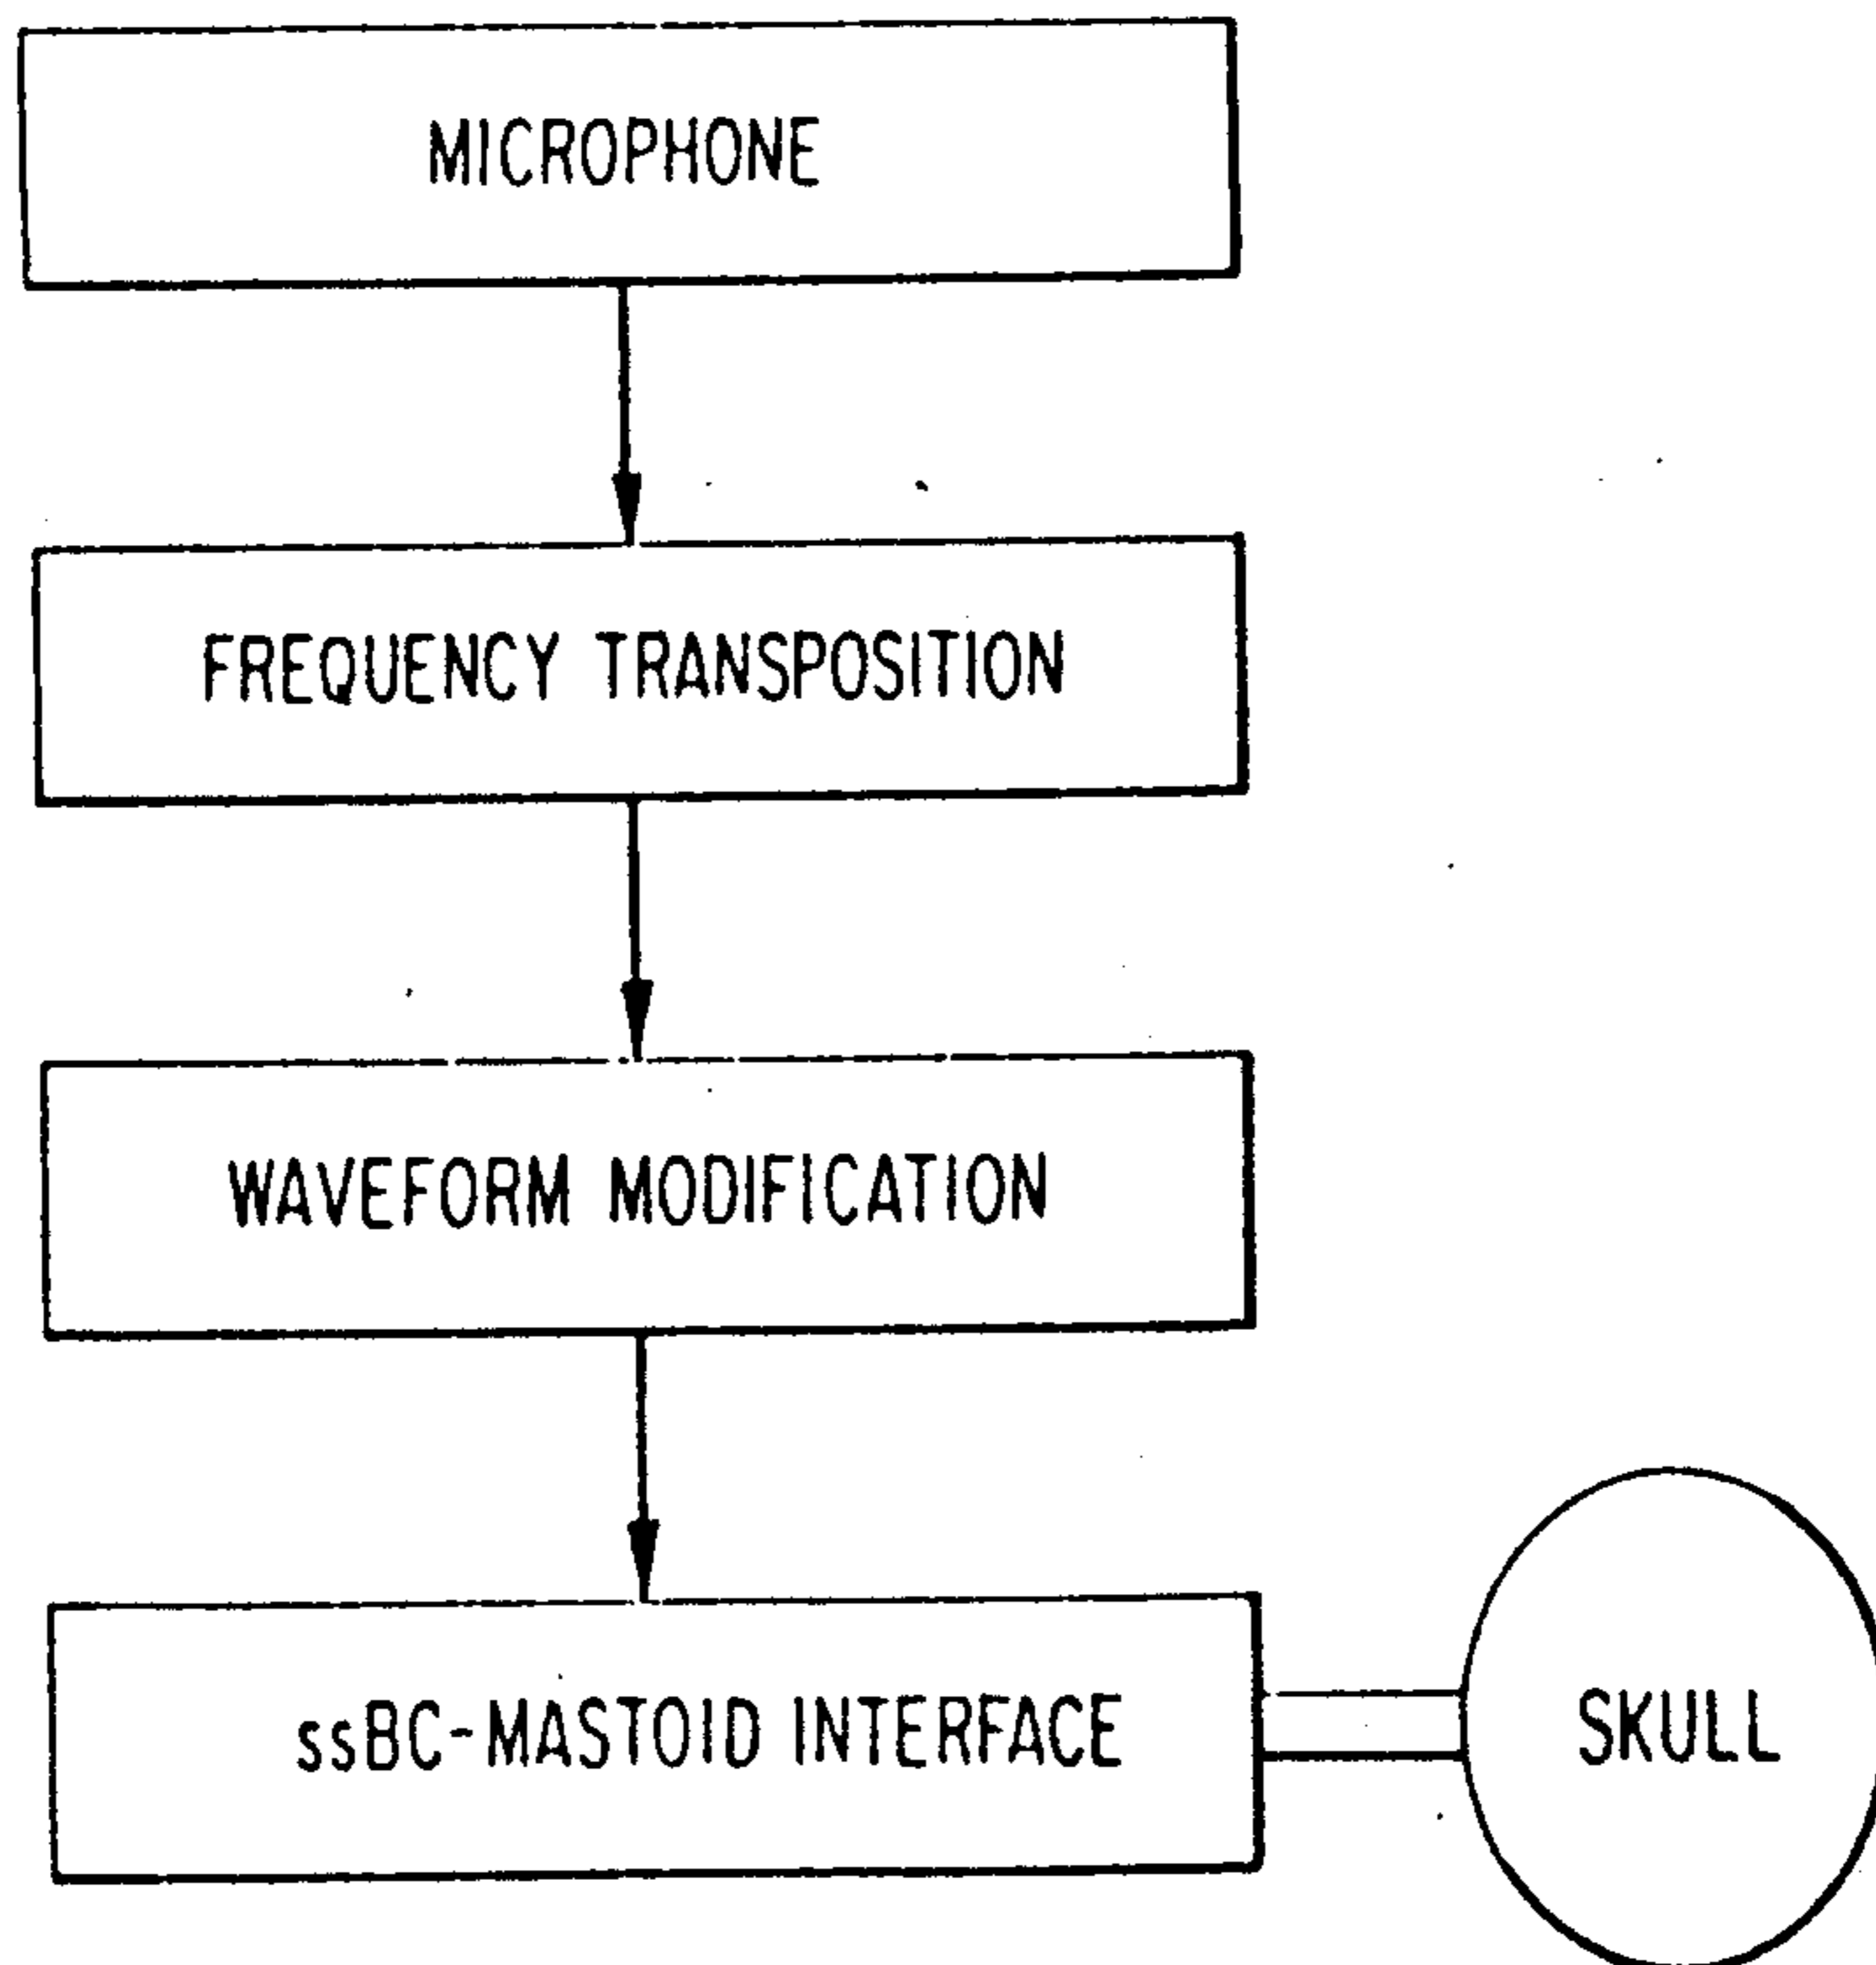 MICROPHONE
FREQUENCY TRANSPOSITION
WAVEFORM MODIFICATION
ssBC-MASTOID INTERFACE
SKULL